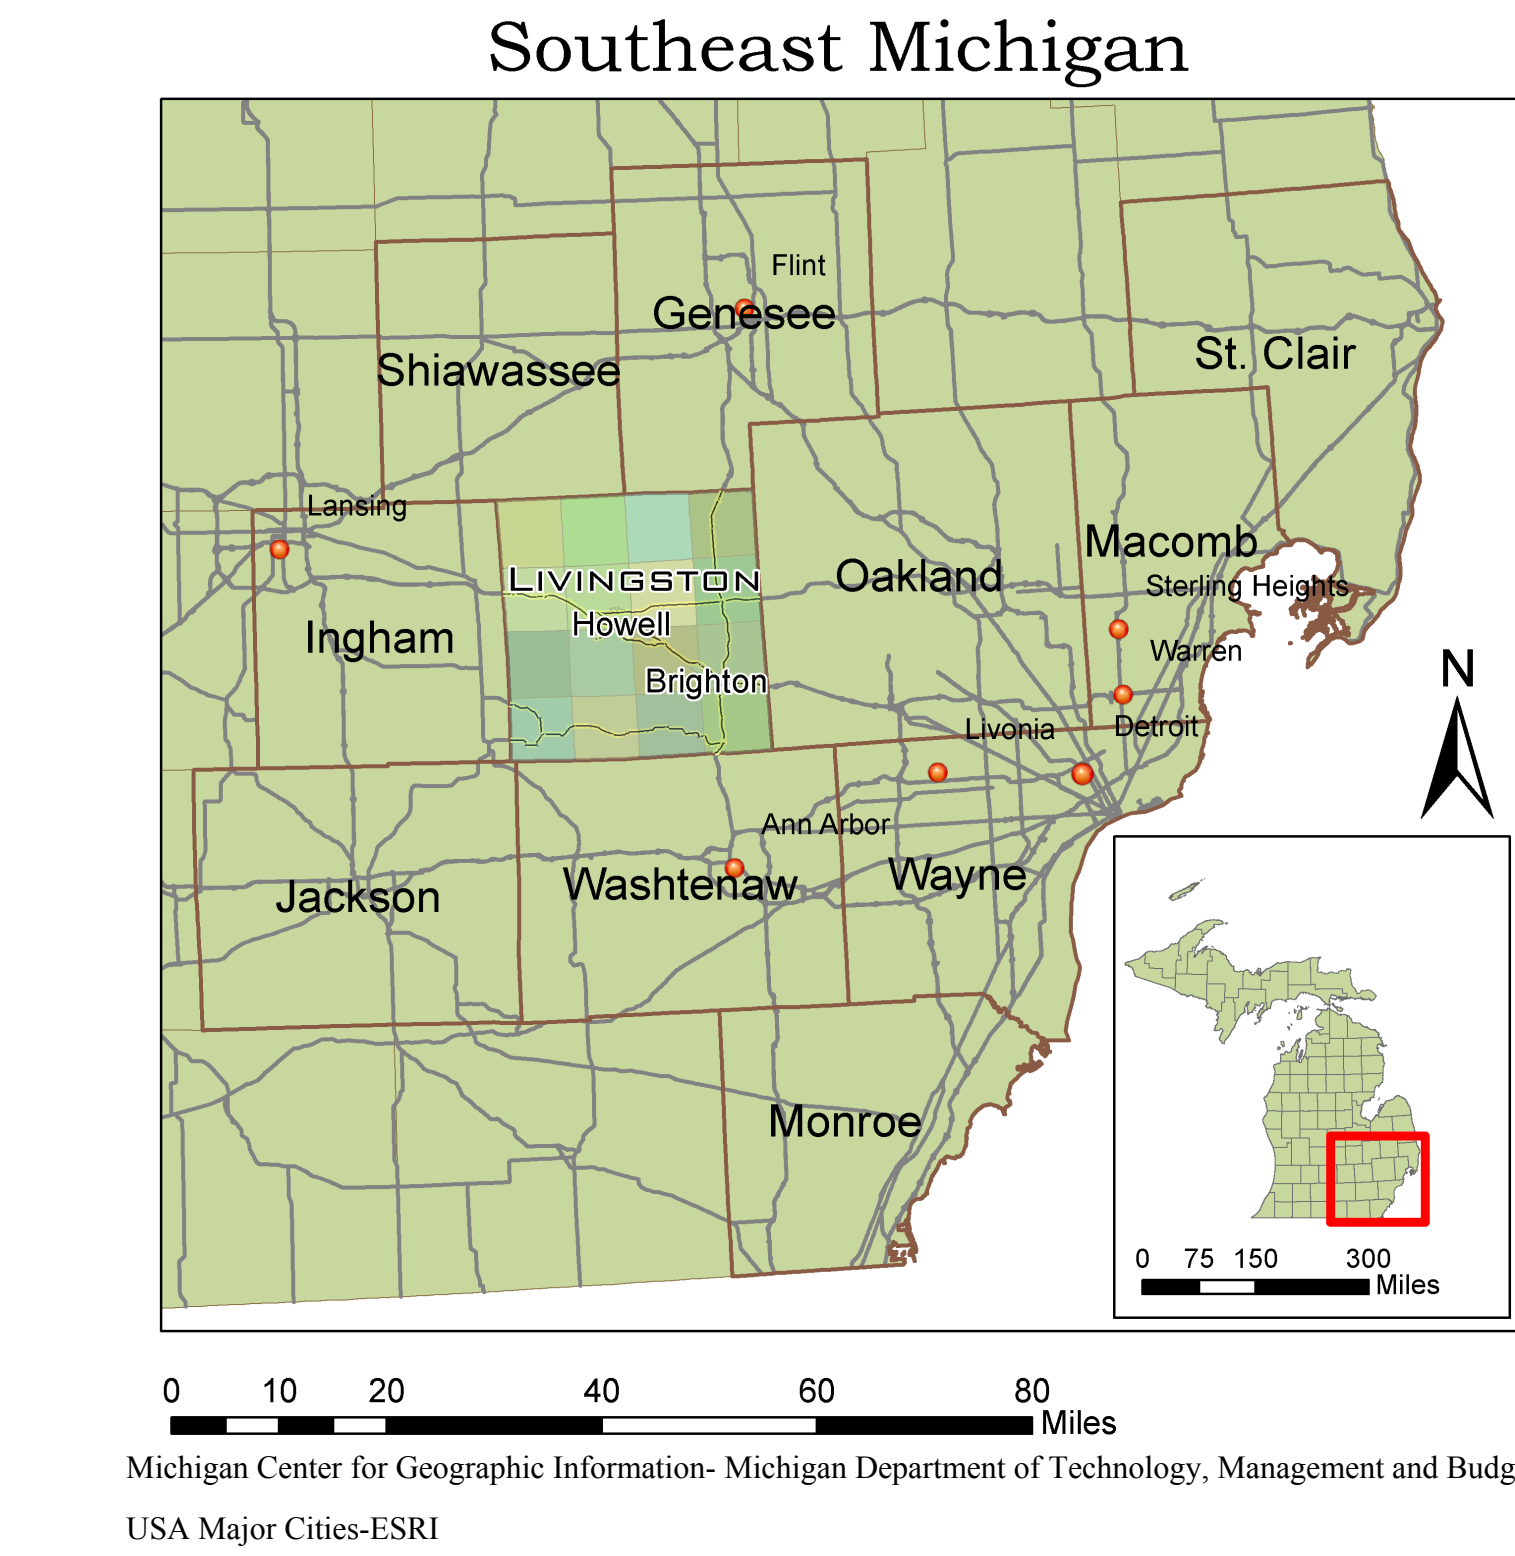 Southeast Michigan
Flint
Genesee
St. Clair
Shiawassee
Lansing
Macomb
LIVINGSTON
Oakland
Sterling Heights
Howell
Ingham
Warren
N
Brighton
Livonia
Detroit
Ann Arbor
Wayne
Washtenaw
Jackson
Monroe
0 75 150 300
Miles
0 10 20 40 60 80
Miles
Michigan Center for Geographic Information- Michigan Department of Technology, Management and Budg
USA Major Cities-ESRI